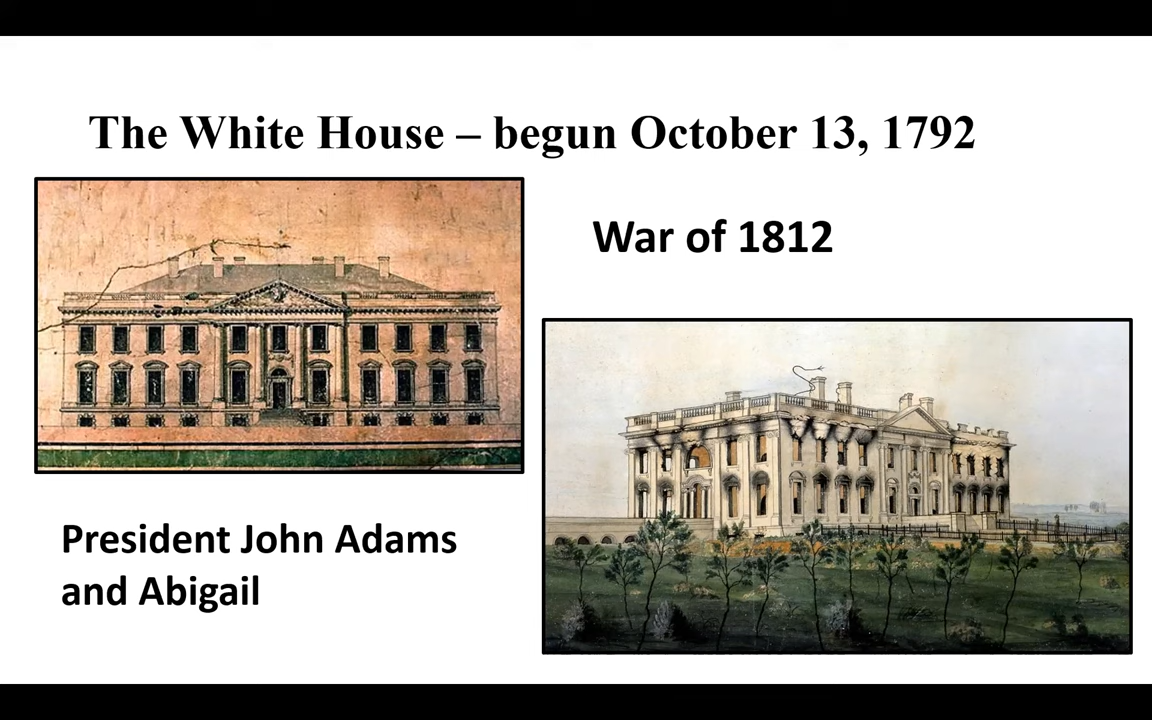 The White House – begun October 13, 1792
War of 1812
President John Adams
and Abigail